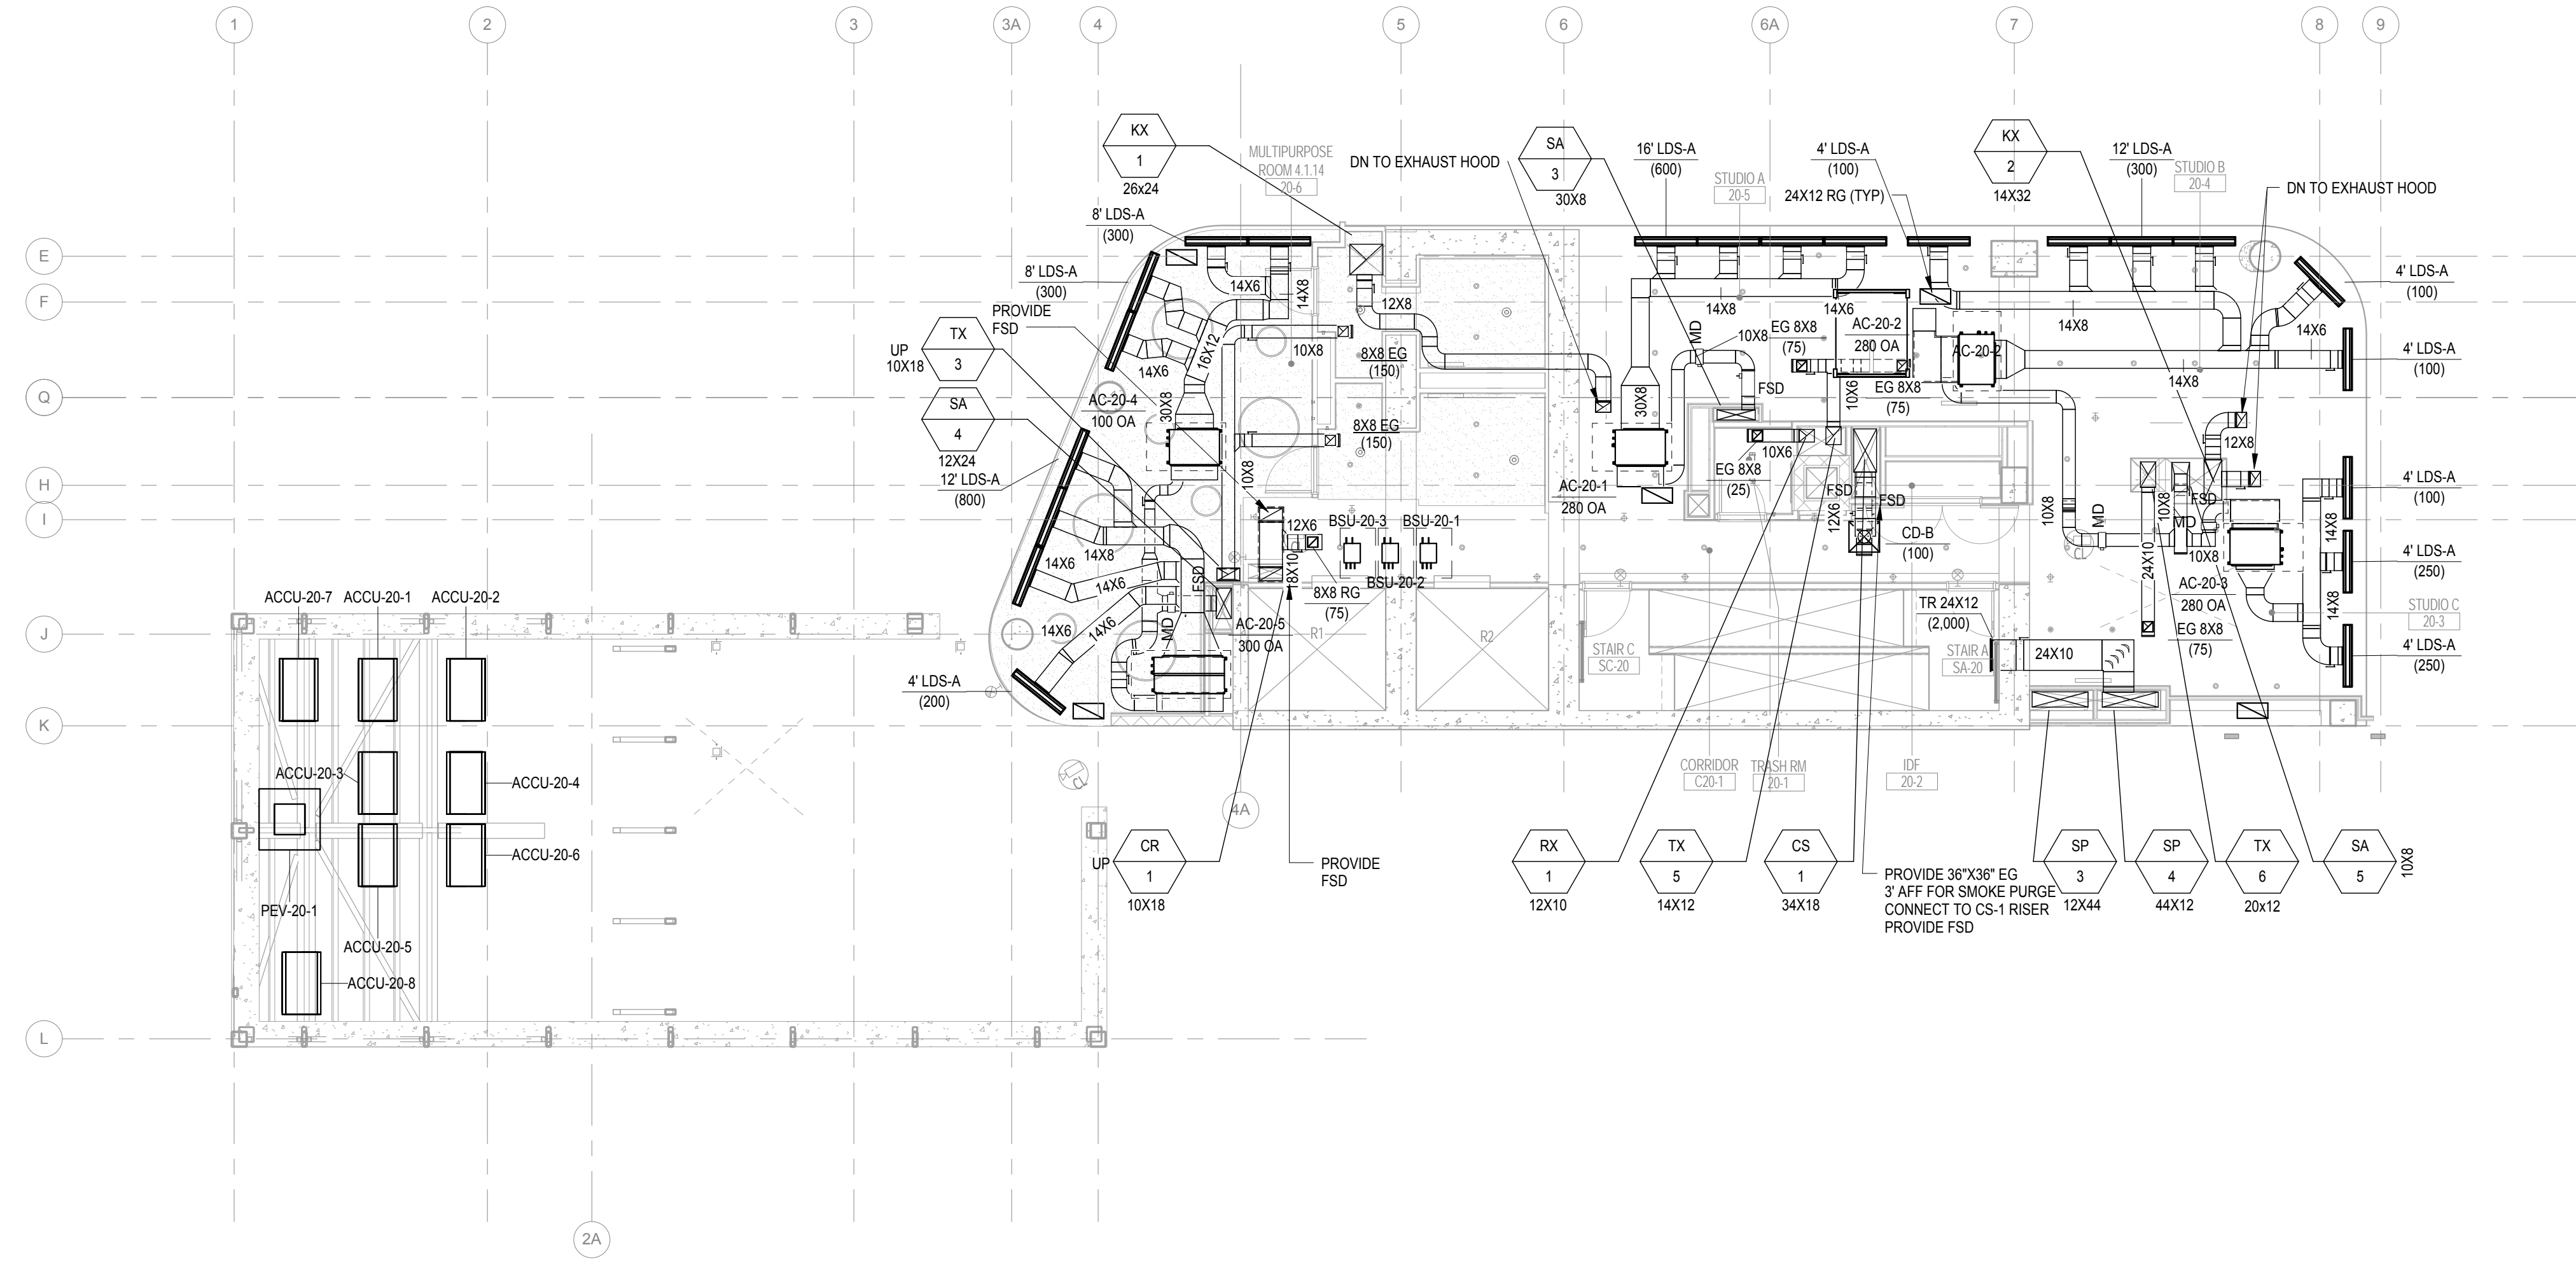 1
2
3
3A
4
5
6
6A
7
8
9
E
F
Q
H
I
J
K
L
2A
4A
KX
1
26x24
MULTIPURPOSE
ROOM 4.1.14
20-6
DN TO EXHAUST HOOD
SA
3
30X8
16' LDS-A
(600)
STUDIO A
20-5
4' LDS-A
(100)
24X12 RG (TYP)
KX
2
14X32
12' LDS-A
(300)
STUDIO B
20-4
DN TO EXHAUST HOOD
8' LDS-A
(300)
8' LDS-A
(300)
PROVIDE
FSD
TX
3
UP
10X18
SA
4
12X24
12' LDS-A
(800)
14X6
14X8
16X12
14X6
10X8
12X8
8X8 EG
(150)
8X8 EG
(150)
AC-20-4
100 OA
30X8
10X8
14X8
14X6
14X6
14X6
14X6
FSD
MD
4' LDS-A
(200)
AC-20-5
300 OA
12X6
18X10
8X8 RG
(75)
BSU-20-3
BSU-20-1
BSU-20-2
R1
R2
14X8
14X6
MD
10X8
EG 8X8
(75)
AC-20-2
280 OA
AC-20-2
EG 8X8
(75)
10X6
FSD
30X8
AC-20-1
280 OA
EG 8X8
(25)
10X6
FSD
FSD
12X6
CD-B
(100)
14X8
14X8
14X6
4' LDS-A
(100)
4' LDS-A
(100)
12X8
4' LDS-A
(100)
4' LDS-A
(250)
4' LDS-A
(250)
STUDIO C
20-3
10X8
MD
CL
24X10
10X8
MD
FSD
10X8
14X8
14X8
AC-20-3
280 OA
EG 8X8
(75)
TR 24X12
(2,000)
24X10
STAIR C
SC-20
STAIR A
SA-20
CORRIDOR
C20-1
TRASH RM
20-1
IDF
20-2
CL
ACCU-20-7
ACCU-20-1
ACCU-20-2
ACCU-20-3
ACCU-20-4
ACCU-20-6
PEV-20-1
ACCU-20-5
ACCU-20-8
UP
CR
1
10X18
PROVIDE
FSD
RX
1
12X10
TX
5
14X12
CS
1
34X18
PROVIDE 36"X36" EG
3' AFF FOR SMOKE PURGE
CONNECT TO CS-1 RISER
PROVIDE FSD
SP
3
12X44
SP
4
44X12
TX
6
20x12
SA
5
10X8